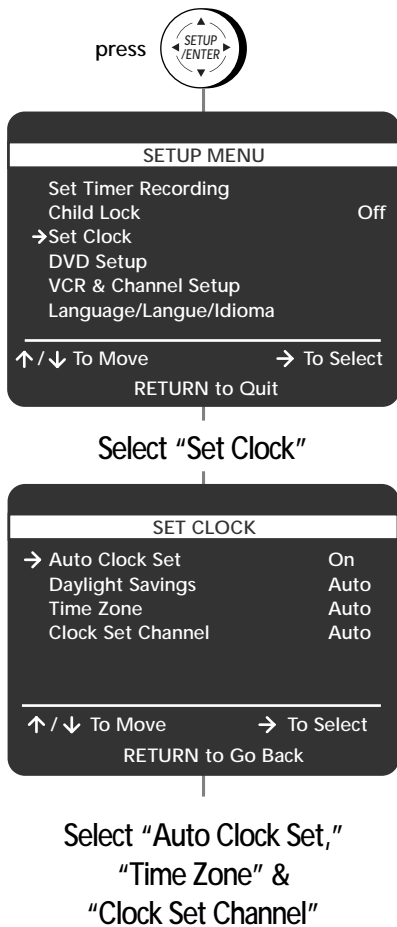 press
SETUP
/ENTER
SETUP MENU
Set Timer Recording
Child Lock Off
→Set Clock
DVD Setup
VCR & Channel Setup
Language/Langue/Idioma
↑/↓ To Move → To Select
RETURN to Quit
Select “Set Clock”
SET CLOCK
→ Auto Clock Set On
Daylight Savings Auto
Time Zone Auto
Clock Set Channel Auto
↑/↓ To Move → To Select
RETURN to Go Back
Select “Auto Clock Set,”
“Time Zone” &
“Clock Set Channel”